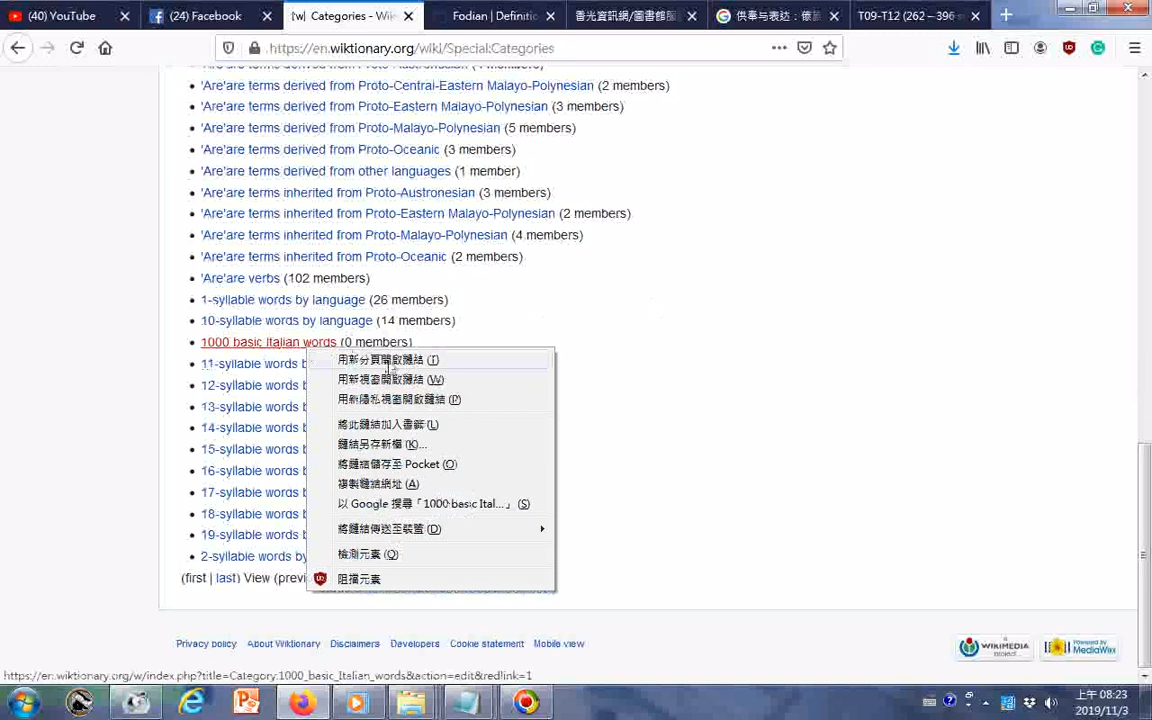 (40) YouTube
(24) Facebook
Categories - Wik
Fodian | Definitio
香光資訊網/圖書館服
供奉与表达：傣族
T09-T12 (262 – 396
https://en.wiktionary.org/wiki/Special:Categories
'Are'are terms derived from Proto-Central-Eastern Malayo-Polynesian (2 members)
'Are'are terms derived from Proto-Eastern Malayo-Polynesian (3 members)
'Are'are terms derived from Proto-Malayo-Polynesian (5 members)
'Are'are terms derived from Proto-Oceanic (3 members)
'Are'are terms derived from other languages (1 member)
'Are'are terms inherited from Proto-Austronesian (3 members)
'Are'are terms inherited from Proto-Eastern Malayo-Polynesian (2 members)
'Are'are terms inherited from Proto-Malayo-Polynesian (4 members)
'Are'are terms inherited from Proto-Oceanic (2 members)
'Are'are verbs (102 members)
1-syllable words by language (26 members)
10-syllable words by language (14 members)
1000 basic Italian words (0 members)
11-syllable words b
12-syllable words b
13-syllable words b
14-syllable words b
15-syllable words b
16-syllable words b
17-syllable words b
18-syllable words b
19-syllable words b
2-syllable words by
(first | last) View (previ
用新分頁開啟鏈結 (T)
用新視窗開啟鏈結 (W)
用新隱私視窗開啟鏈結 (P)
將此鏈結加入書籤 (L)
鏈結另存新檔 (K)...
將鏈結儲存至 Pocket (O)
複製鏈結網址 (A)
以 Google 搜尋「1000 basic Ital...」 (S)
將鏈結傳送至裝置 (D)
檢測元素 (Q)
阻擋元素
Privacy policy About Wiktionary Disclaimers Developers Cookie statement Mobile view
WIKIMEDIA project
Powered by MediaWiki
https://en.wiktionary.org/w/index.php?title=Category:1000_basic_Italian_words&action=edit&redlink=1
上午 08:23
2019/11/3